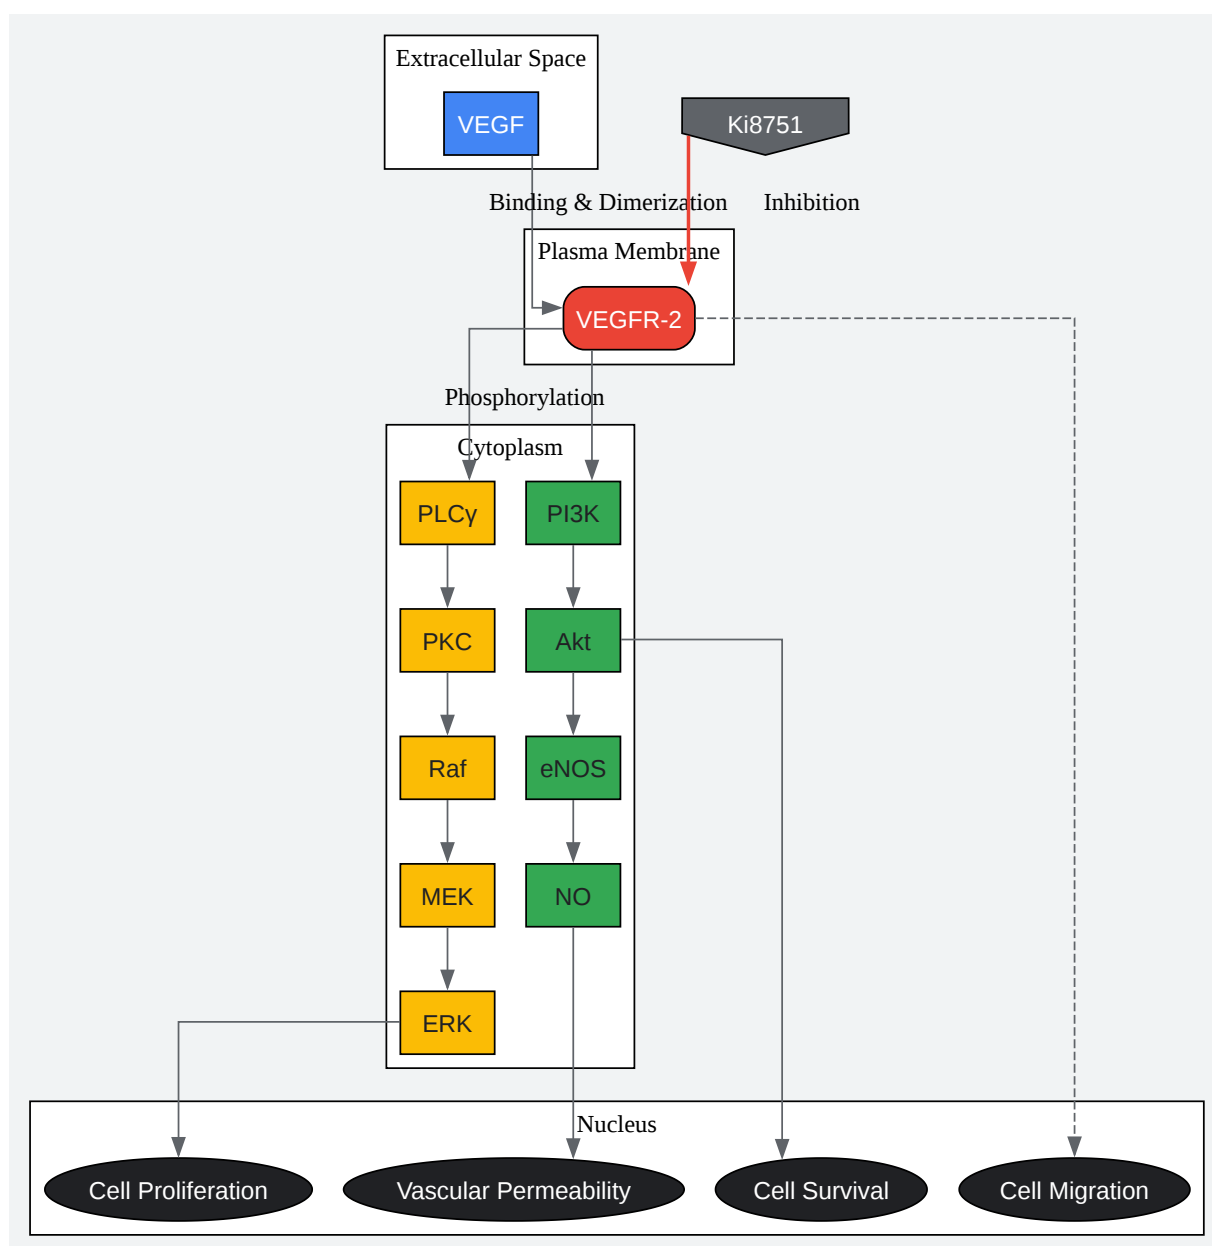 Extracellular Space
VEGF
Ki8751
Binding & Dimerization
Inhibition
Plasma Membrane
VEGFR-2
Phosphorylation
Cytoplasm
PLCγ
PI3K
PKC
Akt
Raf
eNOS
MEK
NO
ERK
Nucleus
Cell Proliferation
Vascular Permeability
Cell Survival
Cell Migration